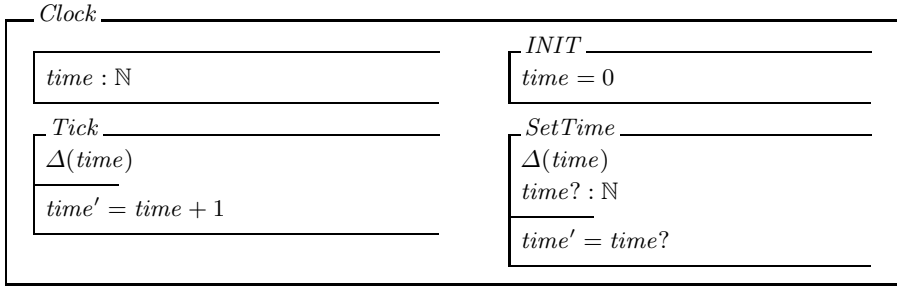 Clock
time : ℕ
INIT
time = 0
Tick
Δ(time)
time′ = time + 1
SetTime
Δ(time)
time? : ℕ
time′ = time?